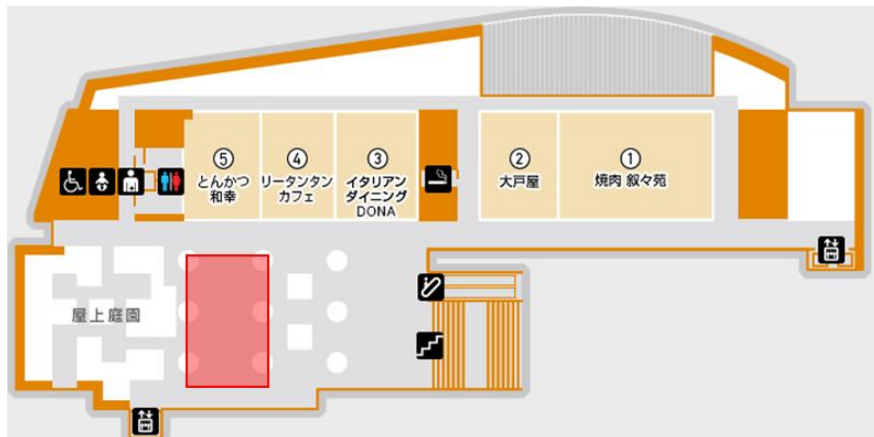 ⑤
とんかつ
和幸
④
リータンタン
カフェ
③
イタリアン
ダイニング
DONA
②
大戸屋
①
焼肉 叙々苑
屋上庭園